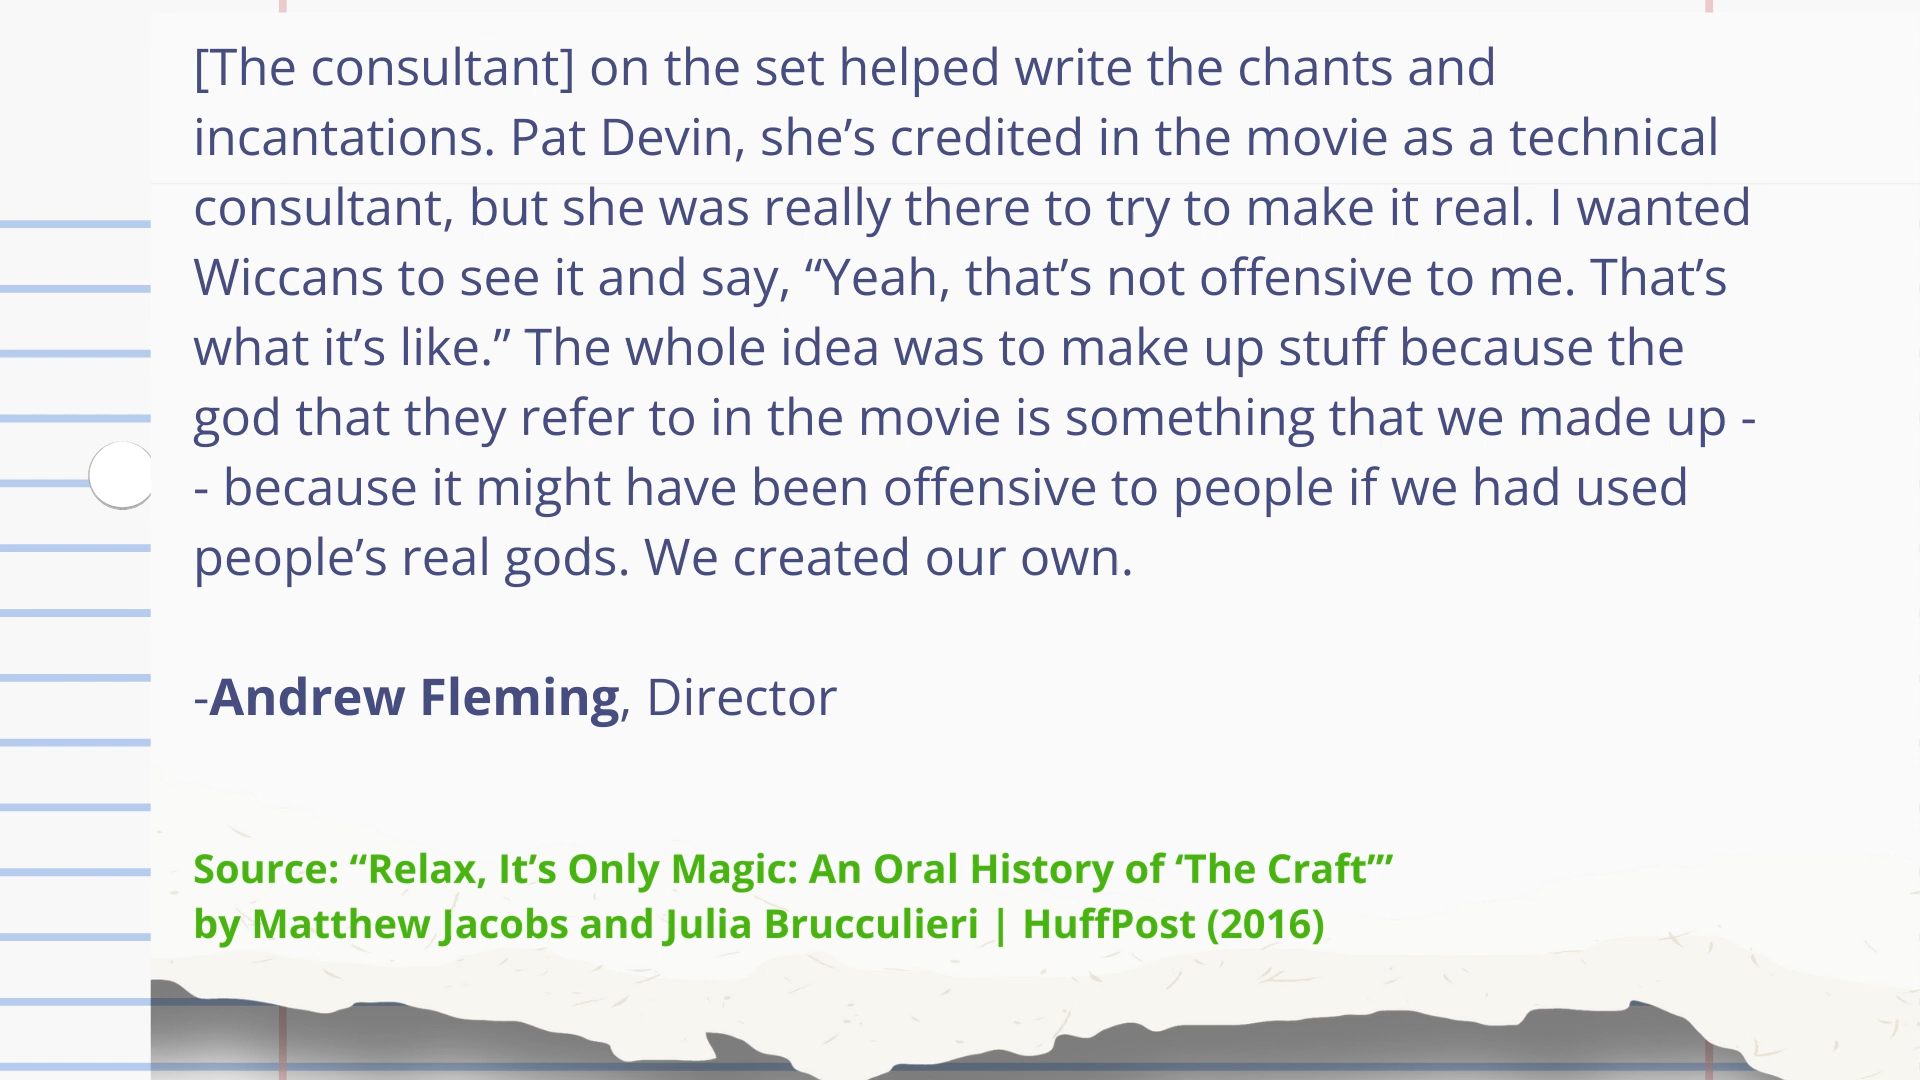 [The consultant] on the set helped write the chants and
incantations. Pat Devin, she’s credited in the movie as a technical
consultant, but she was really there to try to make it real. I wanted
Wiccans to see it and say, “Yeah, that’s not offensive to me. That’s
what it’s like.” The whole idea was to make up stuff because the
god that they refer to in the movie is something that we made up -
- because it might have been offensive to people if we had used
people’s real gods. We created our own.
-Andrew Fleming, Director
Source: “Relax, It’s Only Magic: An Oral History of ‘The Craft’”
by Matthew Jacobs and Julia Brucculieri | HuffPost (2016)